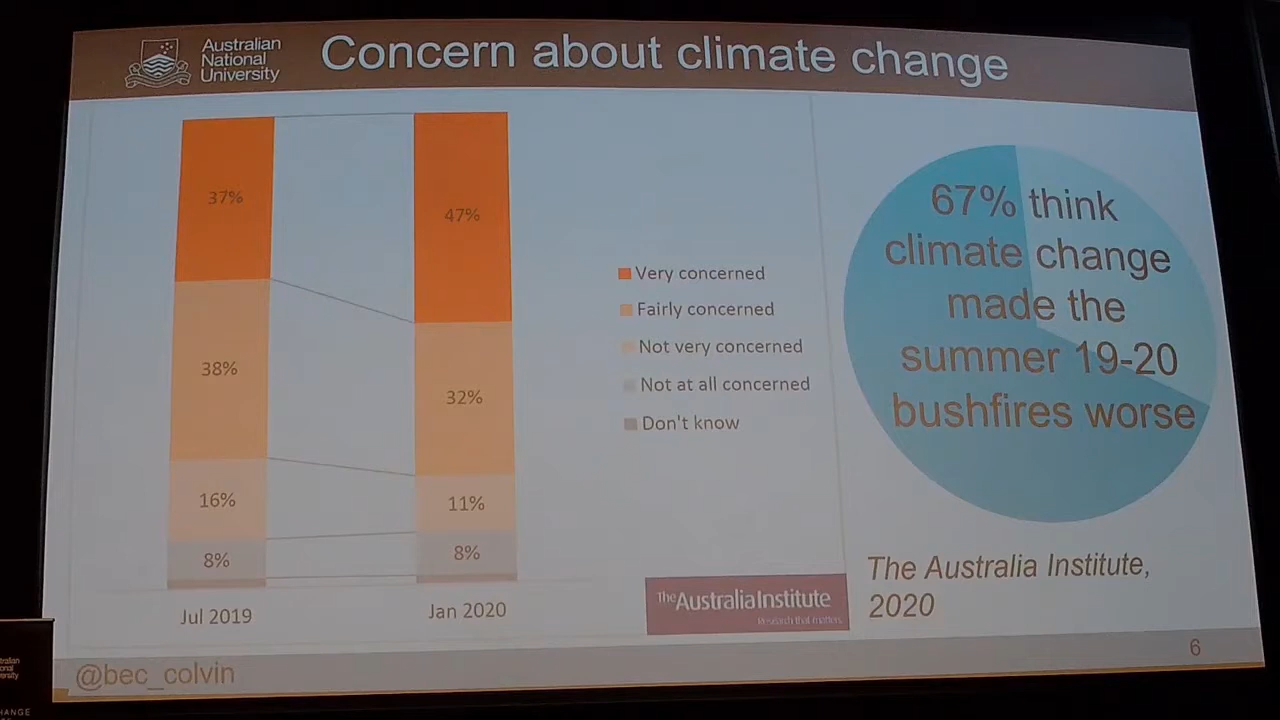 Australian
National
University
Concern about climate change
37%
38%
16%
8%
Jul 2019
47%
32%
11%
8%
Jan 2020
Very concerned
Fairly concerned
Not very concerned
Not at all concerned
Don't know
The Australia Institute
Research that matters.
67% think
climate change
made the
summer 19-20
bushfires worse
The Australia Institute,
2020
@bec_colvin
6